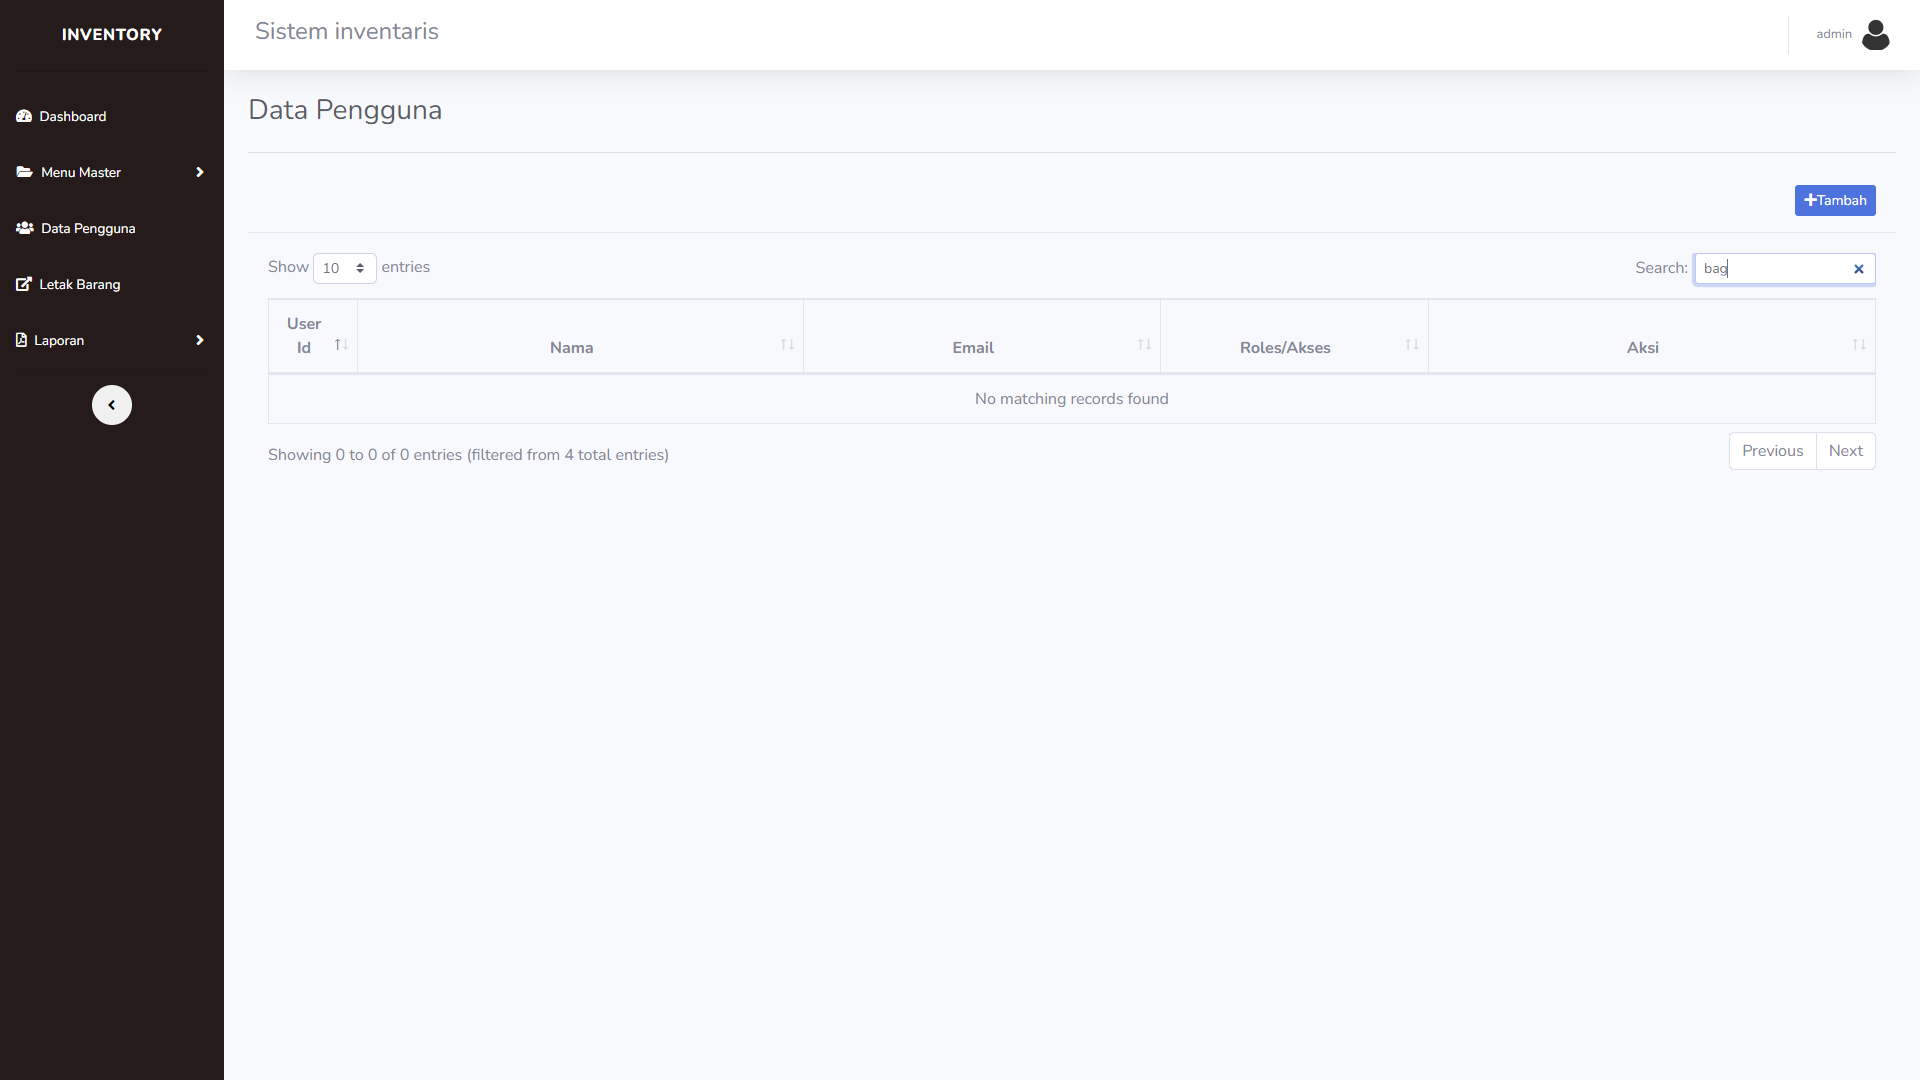 INVENTORY
Sistem inventaris
admin
Dashboard
Menu Master
Data Pengguna
Letak Barang
Laporan
Data Pengguna
Tambah
Show 10 entries
Search: bag
User Id
Nama
Email
Roles/Akses
Aksi
No matching records found
Showing 0 to 0 of 0 entries (filtered from 4 total entries)
Previous
Next